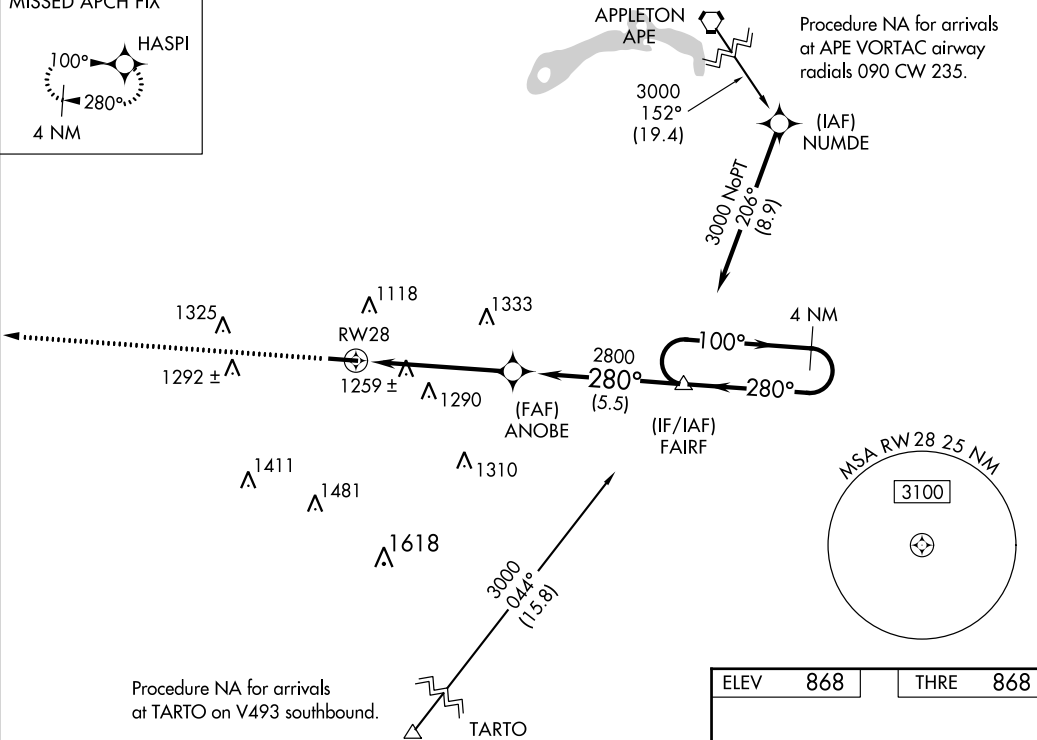 MISSED APCH FIX
HASPI
100°
280°
4 NM
APPLETON
APE
Procedure NA for arrivals
at APE VORTAC airway
radials 090 CW 235.
3000
152°
(19.4)
(IAF)
NUMDE
3000 NoPT
206°
(8.9)
1325
1118
1333
4 NM
RW28
100°
1292 ±
1259 ±
2800
280°
(5.5)
280°
1290
(FAF)
ANOBE
(IF/IAF)
FAIRF
1411
1310
1481
1618
MSA RW 28 25 NM
3100
3000
044°
(15.8)
Procedure NA for arrivals
at TARTO on V493 southbound.
TARTO
ELEV 868
THRE 868